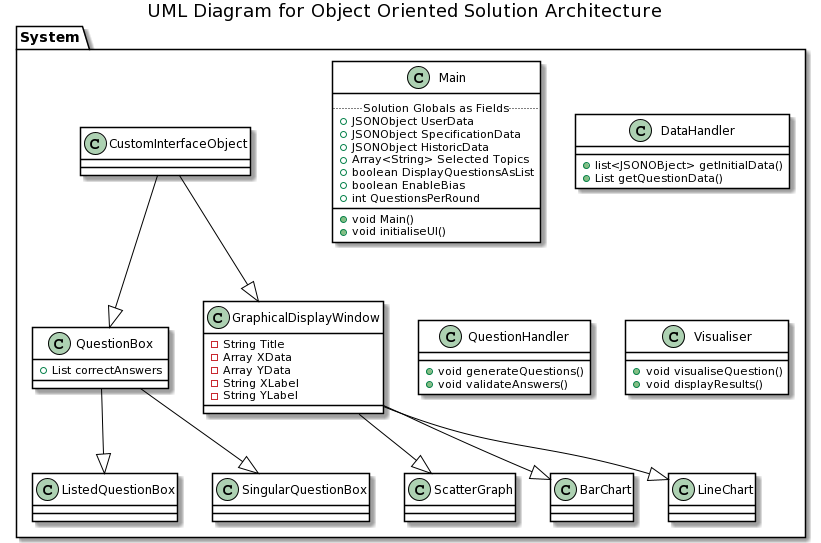 UML Diagram for Object Oriented Solution Architecture
System
C Main
Solution Globals as Fields
JSONObject UserData
JSONObject SpecificationData
JSONObject HistoricData
Array<String> Selected Topics
boolean DisplayQuestionsAsList
boolean EnableBias
int QuestionsPerRound
void Main()
void initialiseUI()
C DataHandler
list<JSONOBject> getInitialData()
List getQuestionData()
C CustomInterfaceObject
C QuestionBox
List correctAnswers
C GraphicalDisplayWindow
String Title
Array XData
Array YData
String XLabel
String YLabel
C QuestionHandler
void generateQuestions()
void validateAnswers()
C Visualiser
void visualiseQuestion()
void displayResults()
C ListedQuestionBox
C SingularQuestionBox
C ScatterGraph
C BarChart
C LineChart